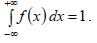 ∫_{-∞}^{+∞} f(x) dx = 1.